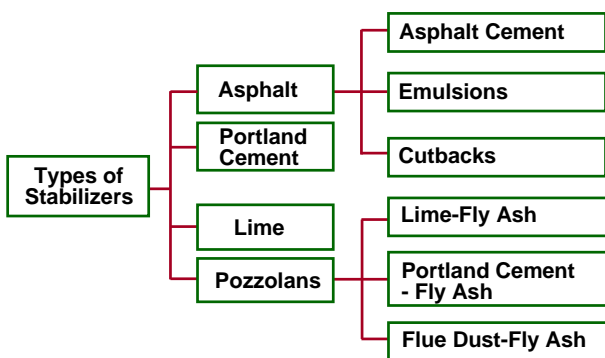 Types of
Stabilizers
Asphalt
Portland
Cement
Lime
Pozzolans
Asphalt Cement
Emulsions
Cutbacks
Lime-Fly Ash
Portland Cement
- Fly Ash
Flue Dust-Fly Ash